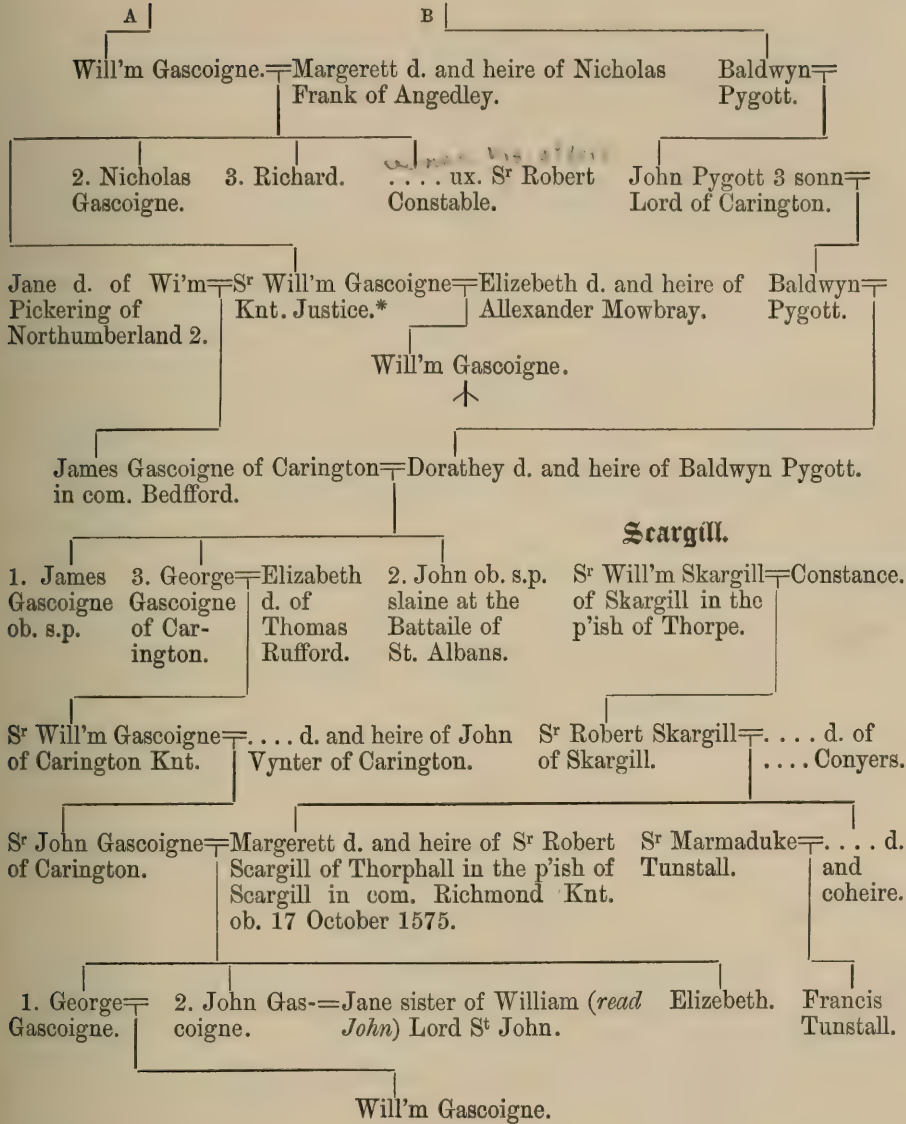 A B
Will'm Gascoigne. Margerett d. and heire of Nicholas Baldwyn
Frank of Angedley. Pygott.
2. Nicholas 3. Richard. .... ux. Sr Robert John Pygott 3 sonn
Gascoigne. Constable. Lord of Carington.
Jane d. of Wi'm Sr Will'm Gascoigne Elizebeth d. and heire of Baldwyn
Pickering of Knt. Justice.* Allexander Mowbray. Pygott.
Northumberland 2.
Will'm Gascoigne.
James Gascoigne of Carington Dorathey d. and heire of Baldwyn Pygott.
in com. Bedfford.
Scargill.
1. James 3. George Elizabeth 2. John ob. s.p. Sr Will'm Skargill Constance.
Gascoigne Gascoigne d. of slaine at the of Skargill in the
ob. s.p. of Car- Thomas Battaile of p'ish of Thorpe.
ington. Rufford. St. Albans.
Sr Will'm Gascoigne .... d. and heire of John Sr Robert Skargill .... d. of
of Carington Knt. Vynter of Carington. of Skargill. .... Conyers.
Sr John Gascoigne Margerett d. and heire of Sr Robert Sr Marmaduke .... d.
of Carington. Scargill of Thorphall in the p'ish of Tunstall. and
Scargill in com. Richmond Knt. coheire.
ob. 17 October 1575.
1. George 2. John Gas-=Jane sister of William (read Elizebeth. Francis
Gascoigne. coigne. John) Lord St John. Tunstall.
Will'm Gascoigne.